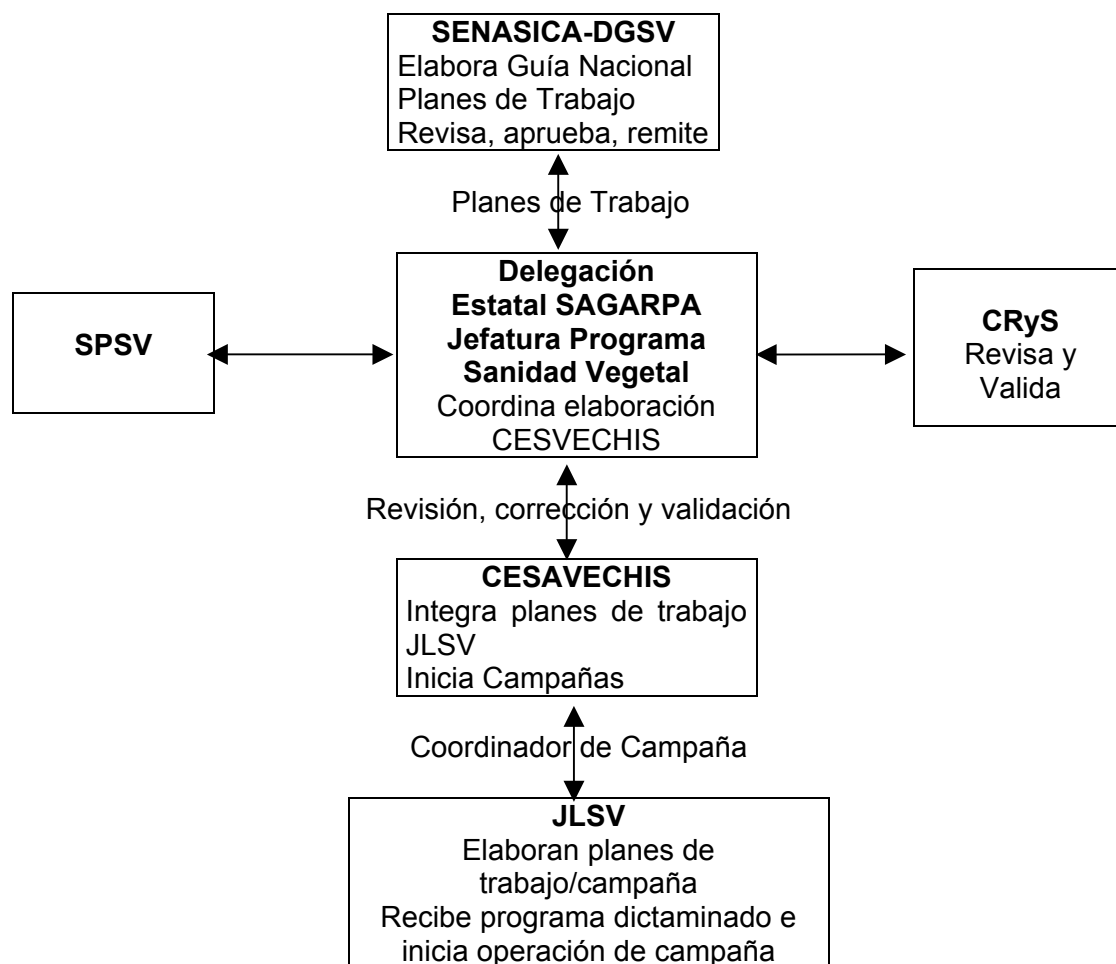 SENASICA-DGSV
Elabora Guía Nacional
Planes de Trabajo
Revisa, aprueba, remite
Planes de Trabajo
SPSV
Delegación
Estatal SAGARPA
Jefatura Programa
Sanidad Vegetal
Coordina elaboración
CESVECHIS
CRyS
Revisa y
Valida
Revisión, corrección y validación
CESAVECHIS
Integra planes de trabajo
JLSV
Inicia Campañas
Coordinador de Campaña
JLSV
Elaboran planes de
trabajo/campaña
Recibe programa dictaminado e
inicia operación de campaña